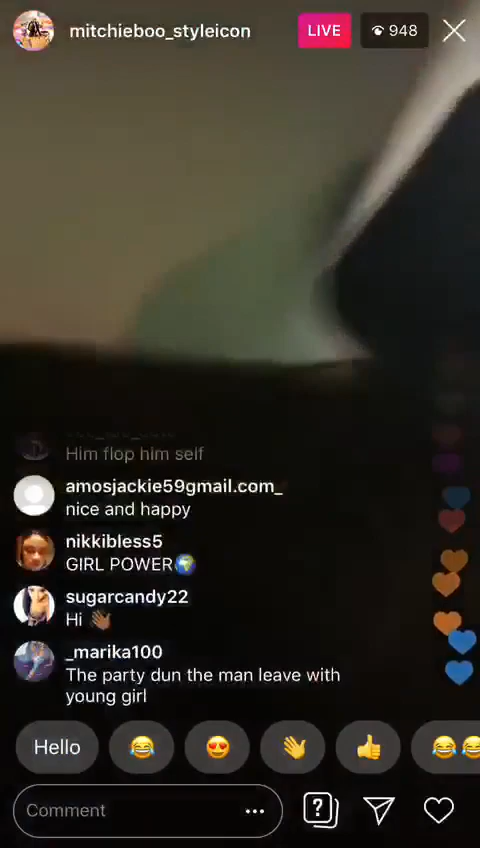 mitchieboo_styleicon
LIVE
948
Him flop him self
amosjackie59gmail.com_
nice and happy
nikkibless5
GIRL POWER🌍
sugarcandy22
Hi 👋🏾
_marika100
The party dun the man leave with
young girl
Hello
Comment